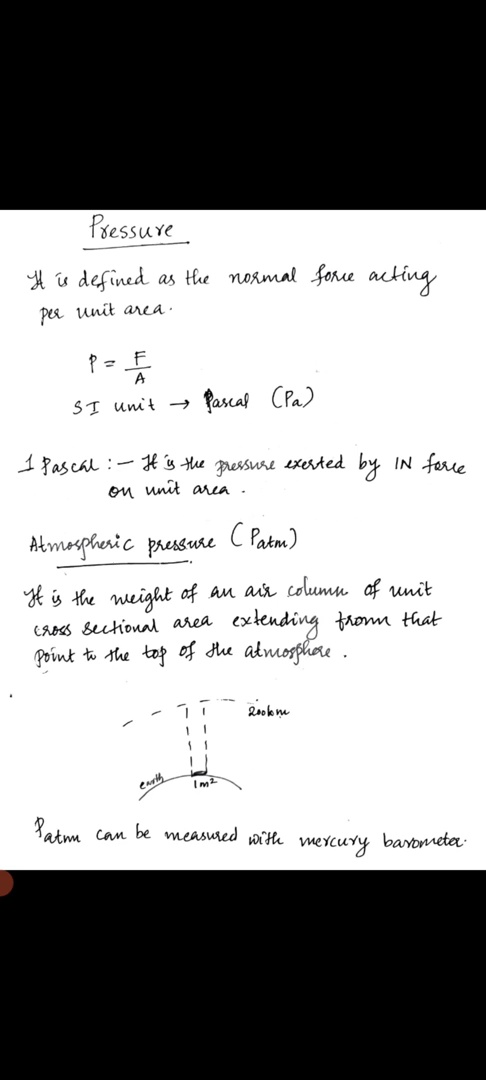 Pressure
It is defined as the normal force acting
per unit area.
P = F/A
SI unit → Pascal (Pa)
1 Pascal :- It is the pressure exerted by 1N force
on unit area.
Atmospheric pressure (Patm)
It is the weight of an air column of unit
cross sectional area extending from that
point to the top of the atmosphere.
200km
earth 1m²
Patm can be measured with mercury barometer.